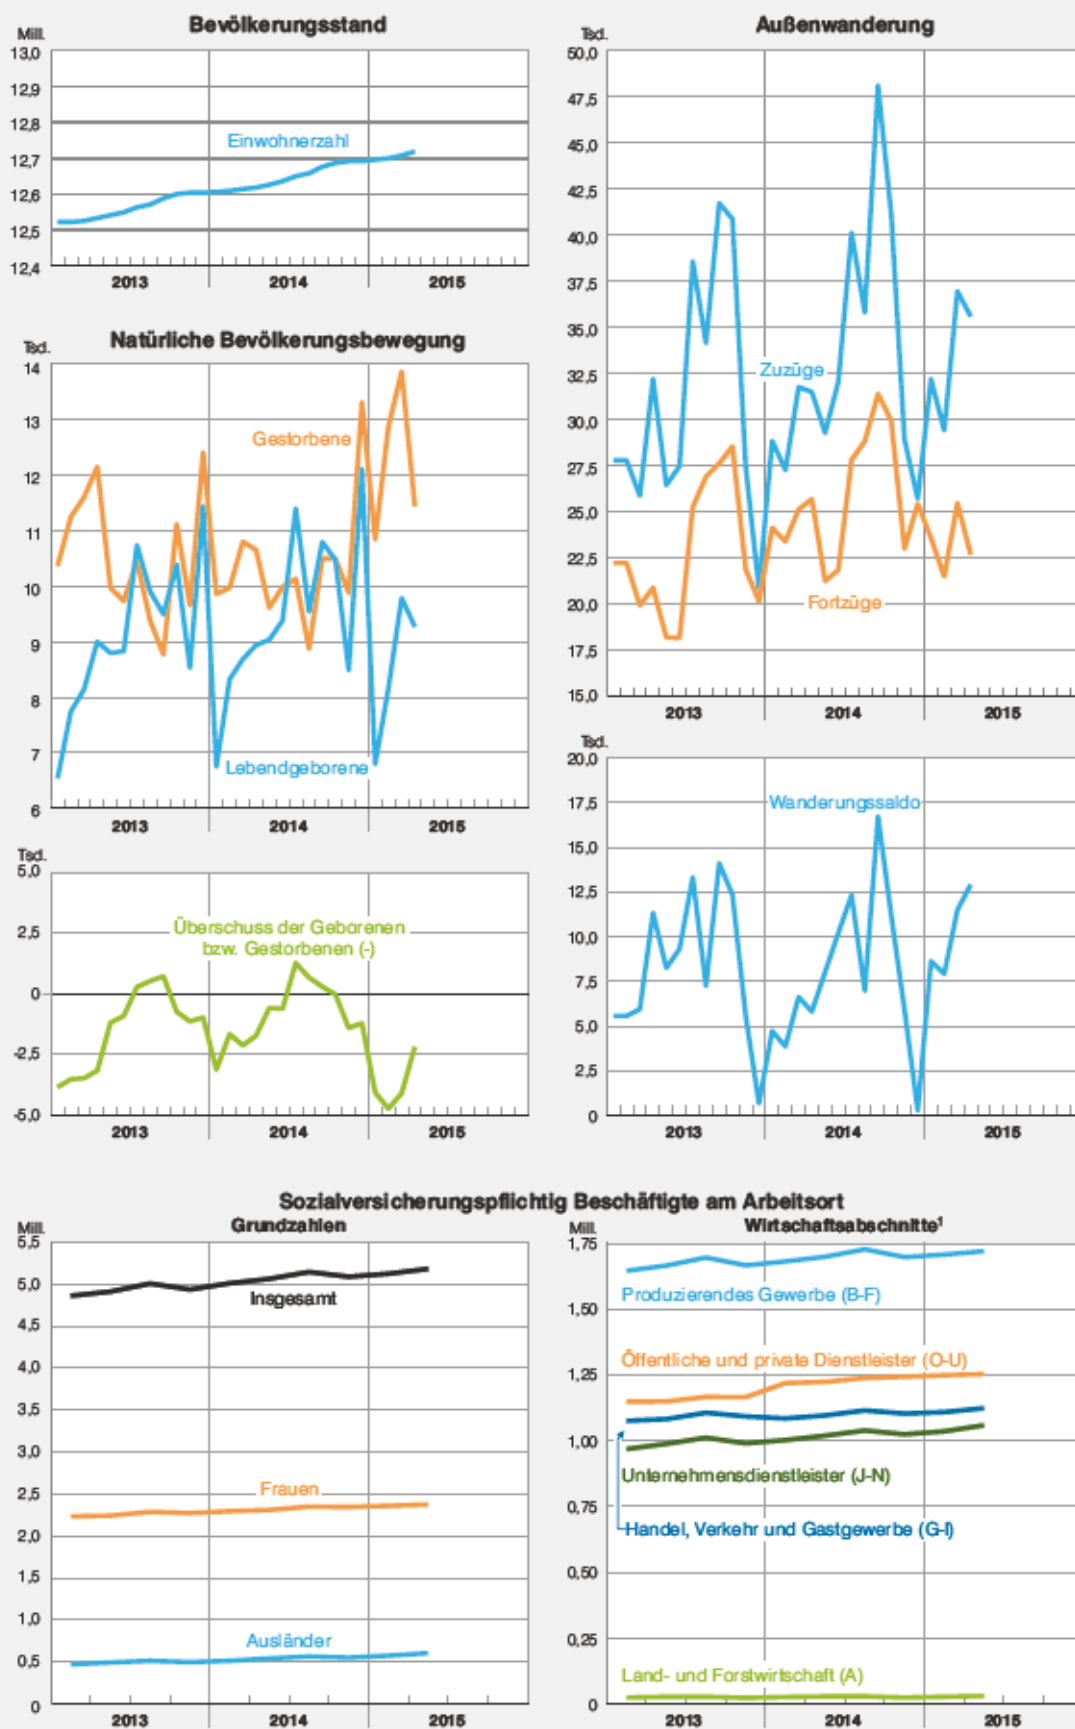 Bevölkerungsstand
Mill.
13,0
12,9
12,8
12,7
12,6
12,5
12,4
Einwohnerzahl
2013
2014
2015
Natürliche Bevölkerungsbewegung
Tsd.
14
13
12
11
10
9
8
7
6
Gestorbene
Lebendgeborene
2013
2014
2015
Tsd.
5,0
2,5
0
-2,5
-5,0
Überschuss der Geborenen
bzw. Gestorbenen (-)
2013
2014
2015
Außenwanderung
Tsd.
50,0
47,5
45,0
42,5
40,0
37,5
35,0
32,5
30,0
27,5
25,0
22,5
20,0
17,5
15,0
Zuzüge
Fortzüge
2013
2014
2015
Tsd.
20,0
17,5
15,0
12,5
10,0
7,5
5,0
2,5
0
Wanderungssaldo
2013
2014
2015
Sozialversicherungspflichtig Beschäftigte am Arbeitsort
Grundzahlen
Mill.
5,5
5,0
4,5
4,0
3,5
3,0
2,5
2,0
1,5
1,0
0,5
0
Insgesamt
Frauen
Ausländer
2013
2014
2015
Wirtschaftsabschnitte¹
Mill.
1,75
1,50
1,25
1,00
0,75
0,50
0,25
0
Produzierendes Gewerbe (B-F)
Öffentliche und private Dienstleister (O-U)
Unternehmensdienstleister (J-N)
Handel, Verkehr und Gastgewerbe (G-I)
Land- und Forstwirtschaft (A)
2013
2014
2015